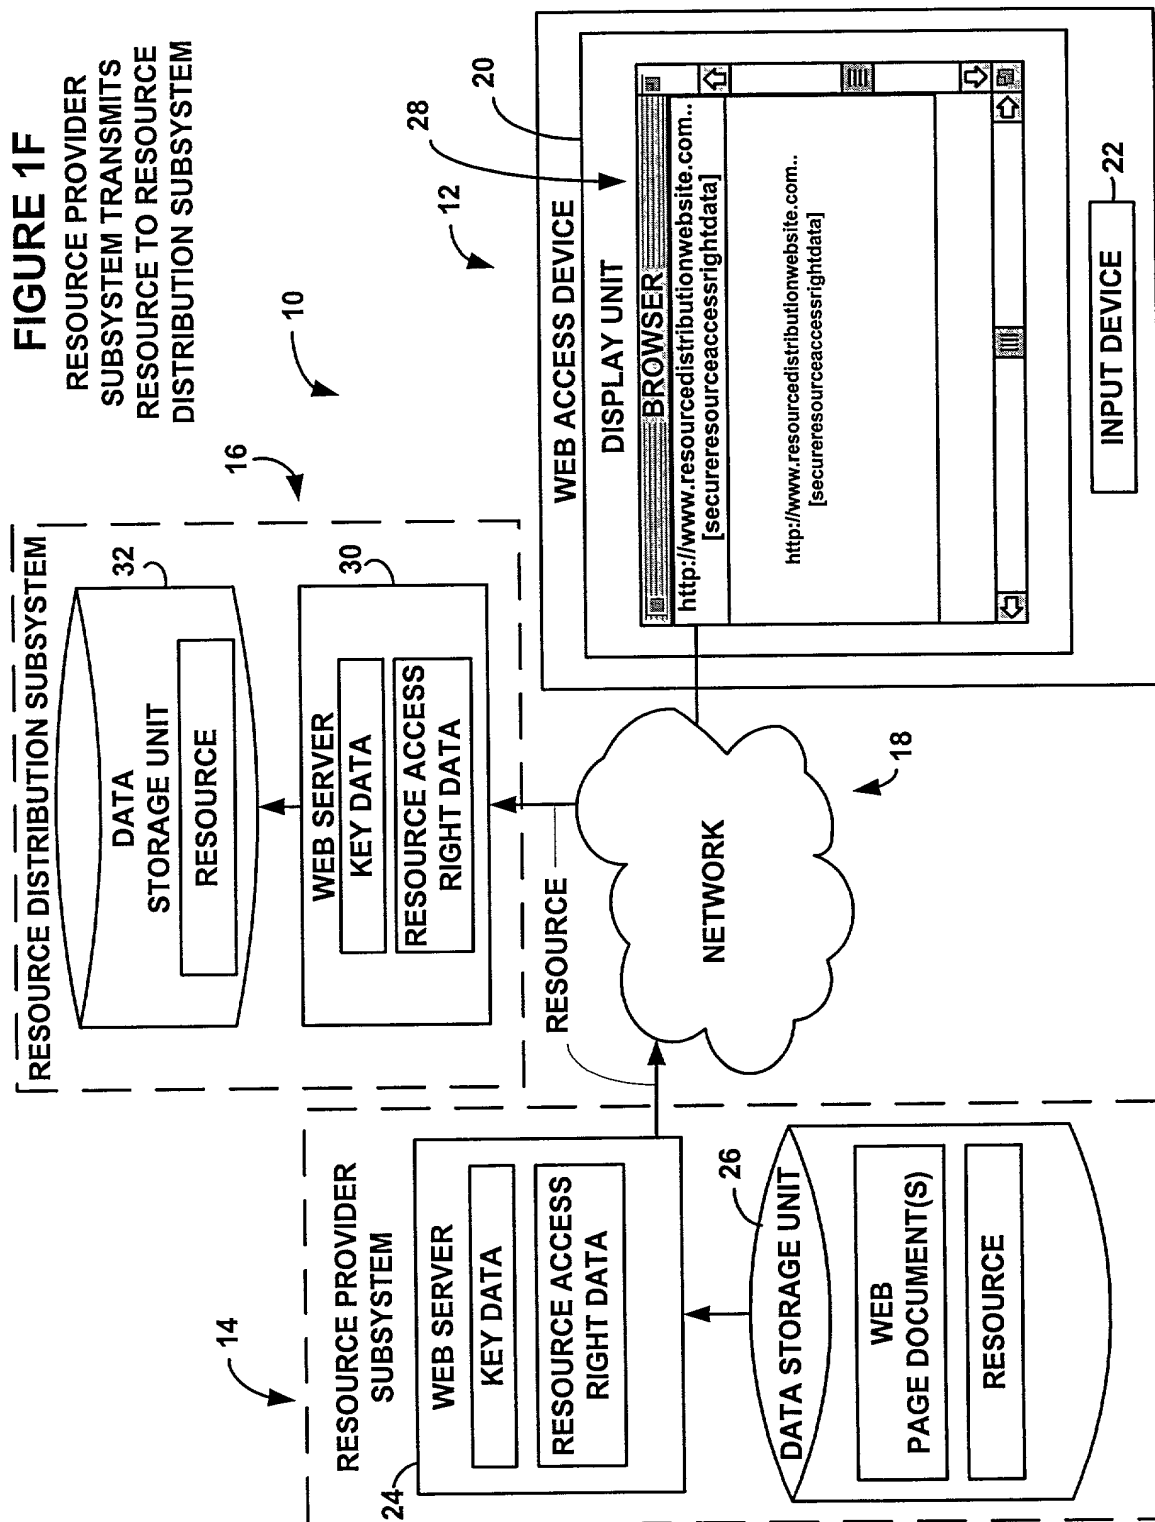 FIGURE 1F
RESOURCE PROVIDER
SUBSYSTEM TRANSMITS
RESOURCE TO RESOURCE
DISTRIBUTION SUBSYSTEM
10
12
14
16
18
RESOURCE DISTRIBUTION SUBSYSTEM
32
DATA
STORAGE UNIT
RESOURCE
30
WEB SERVER
KEY DATA
RESOURCE ACCESS
RIGHT DATA
RESOURCE
NETWORK
RESOURCE PROVIDER
SUBSYSTEM
24
WEB SERVER
KEY DATA
RESOURCE ACCESS
RIGHT DATA
26
DATA STORAGE UNIT
WEB
PAGE DOCUMENT(S)
RESOURCE
WEB ACCESS DEVICE
20
DISPLAY UNIT
28
BROWSER
http://www.resourcedistributionwebsite.com..
[secureresourceaccessrightdata]
http://www.resourcedistributionwebsite.com..
[secureresourceaccessrightdata]
INPUT DEVICE
22